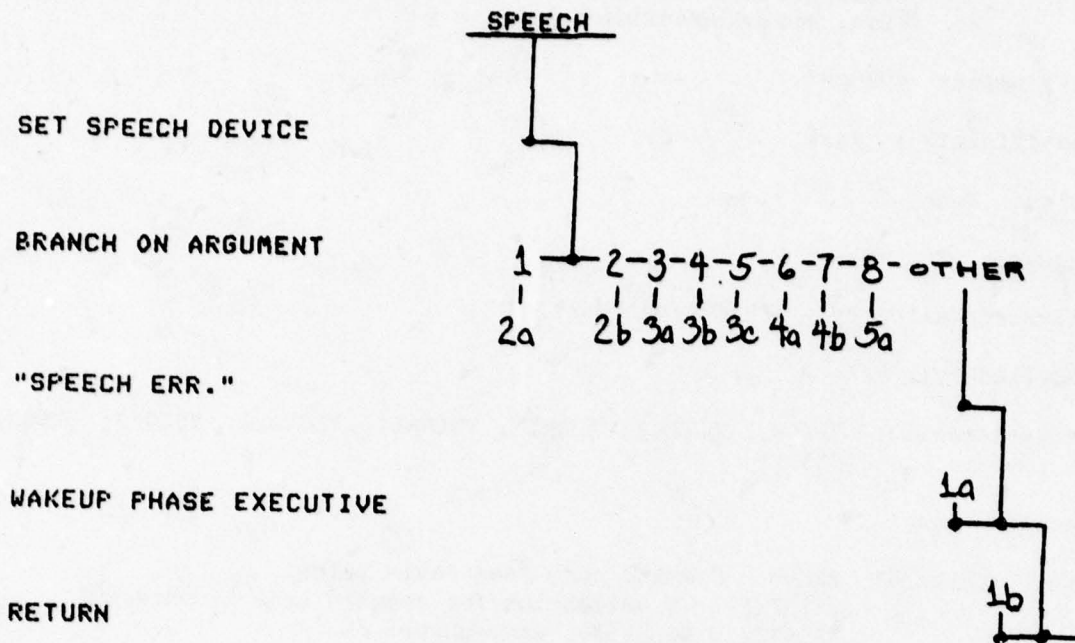 SPEECH
SET SPEECH DEVICE
BRANCH ON ARGUMENT
1 2-3-4-5-6-7-8- OTHER
2a 2b 3a 3b 3c 4a 4b 5a
"SPEECH ERR."
WAKEUP PHASE EXECUTIVE
1a
RETURN
1b